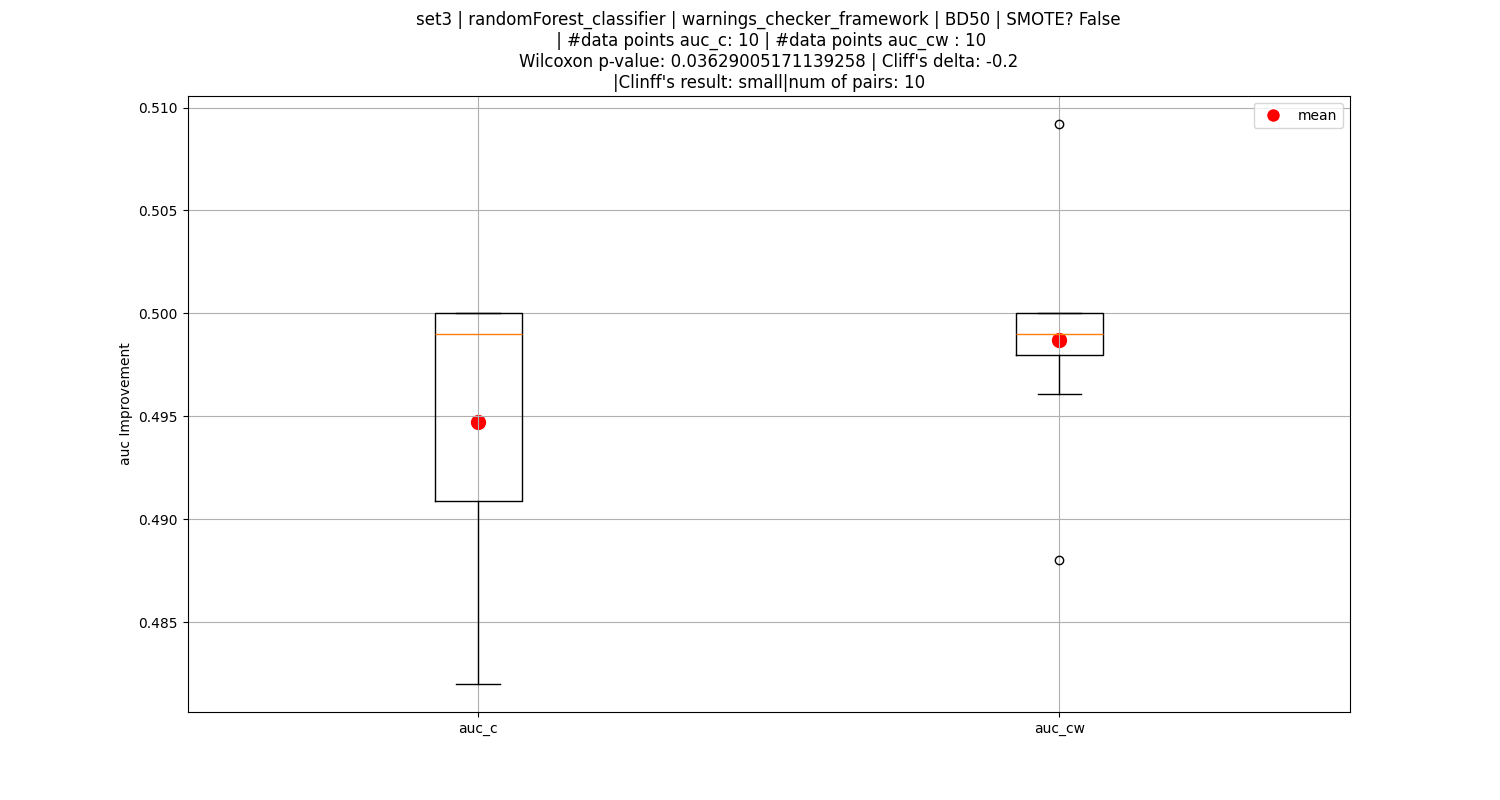 set3 | randomForest_classifier | warnings_checker_framework | BD50 | SMOTE? False
| #data points auc_c: 10 | #data points auc_cw : 10
Wilcoxon p-value: 0.03629005171139258 | Cliff's delta: -0.2
|Clinff's result: small|num of pairs: 10
0.510
mean
0.505
0.500
0.495
0.490
0.485
auc Improvement
auc_c
auc_cw